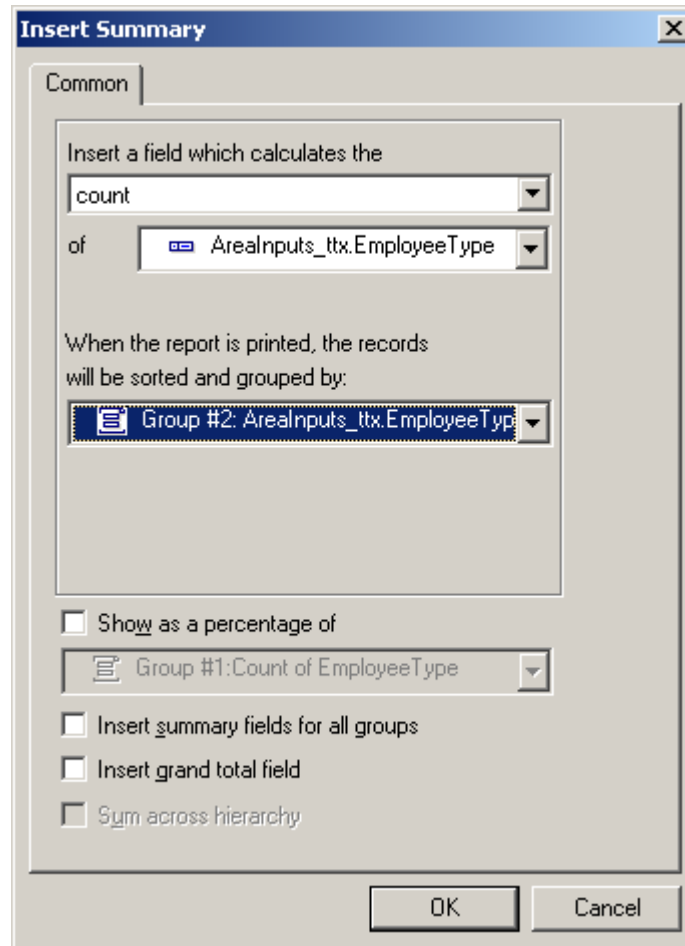 Insert Summary
Common
Insert a field which calculates the
count
of AreaInputs_ttx.EmployeeType
When the report is printed, the records
will be sorted and grouped by:
Group #2: AreaInputs_ttx.EmployeeTyp
Show as a percentage of
Group #1:Count of EmployeeType
Insert summary fields for all groups
Insert grand total field
Sum across hierarchy
OK Cancel